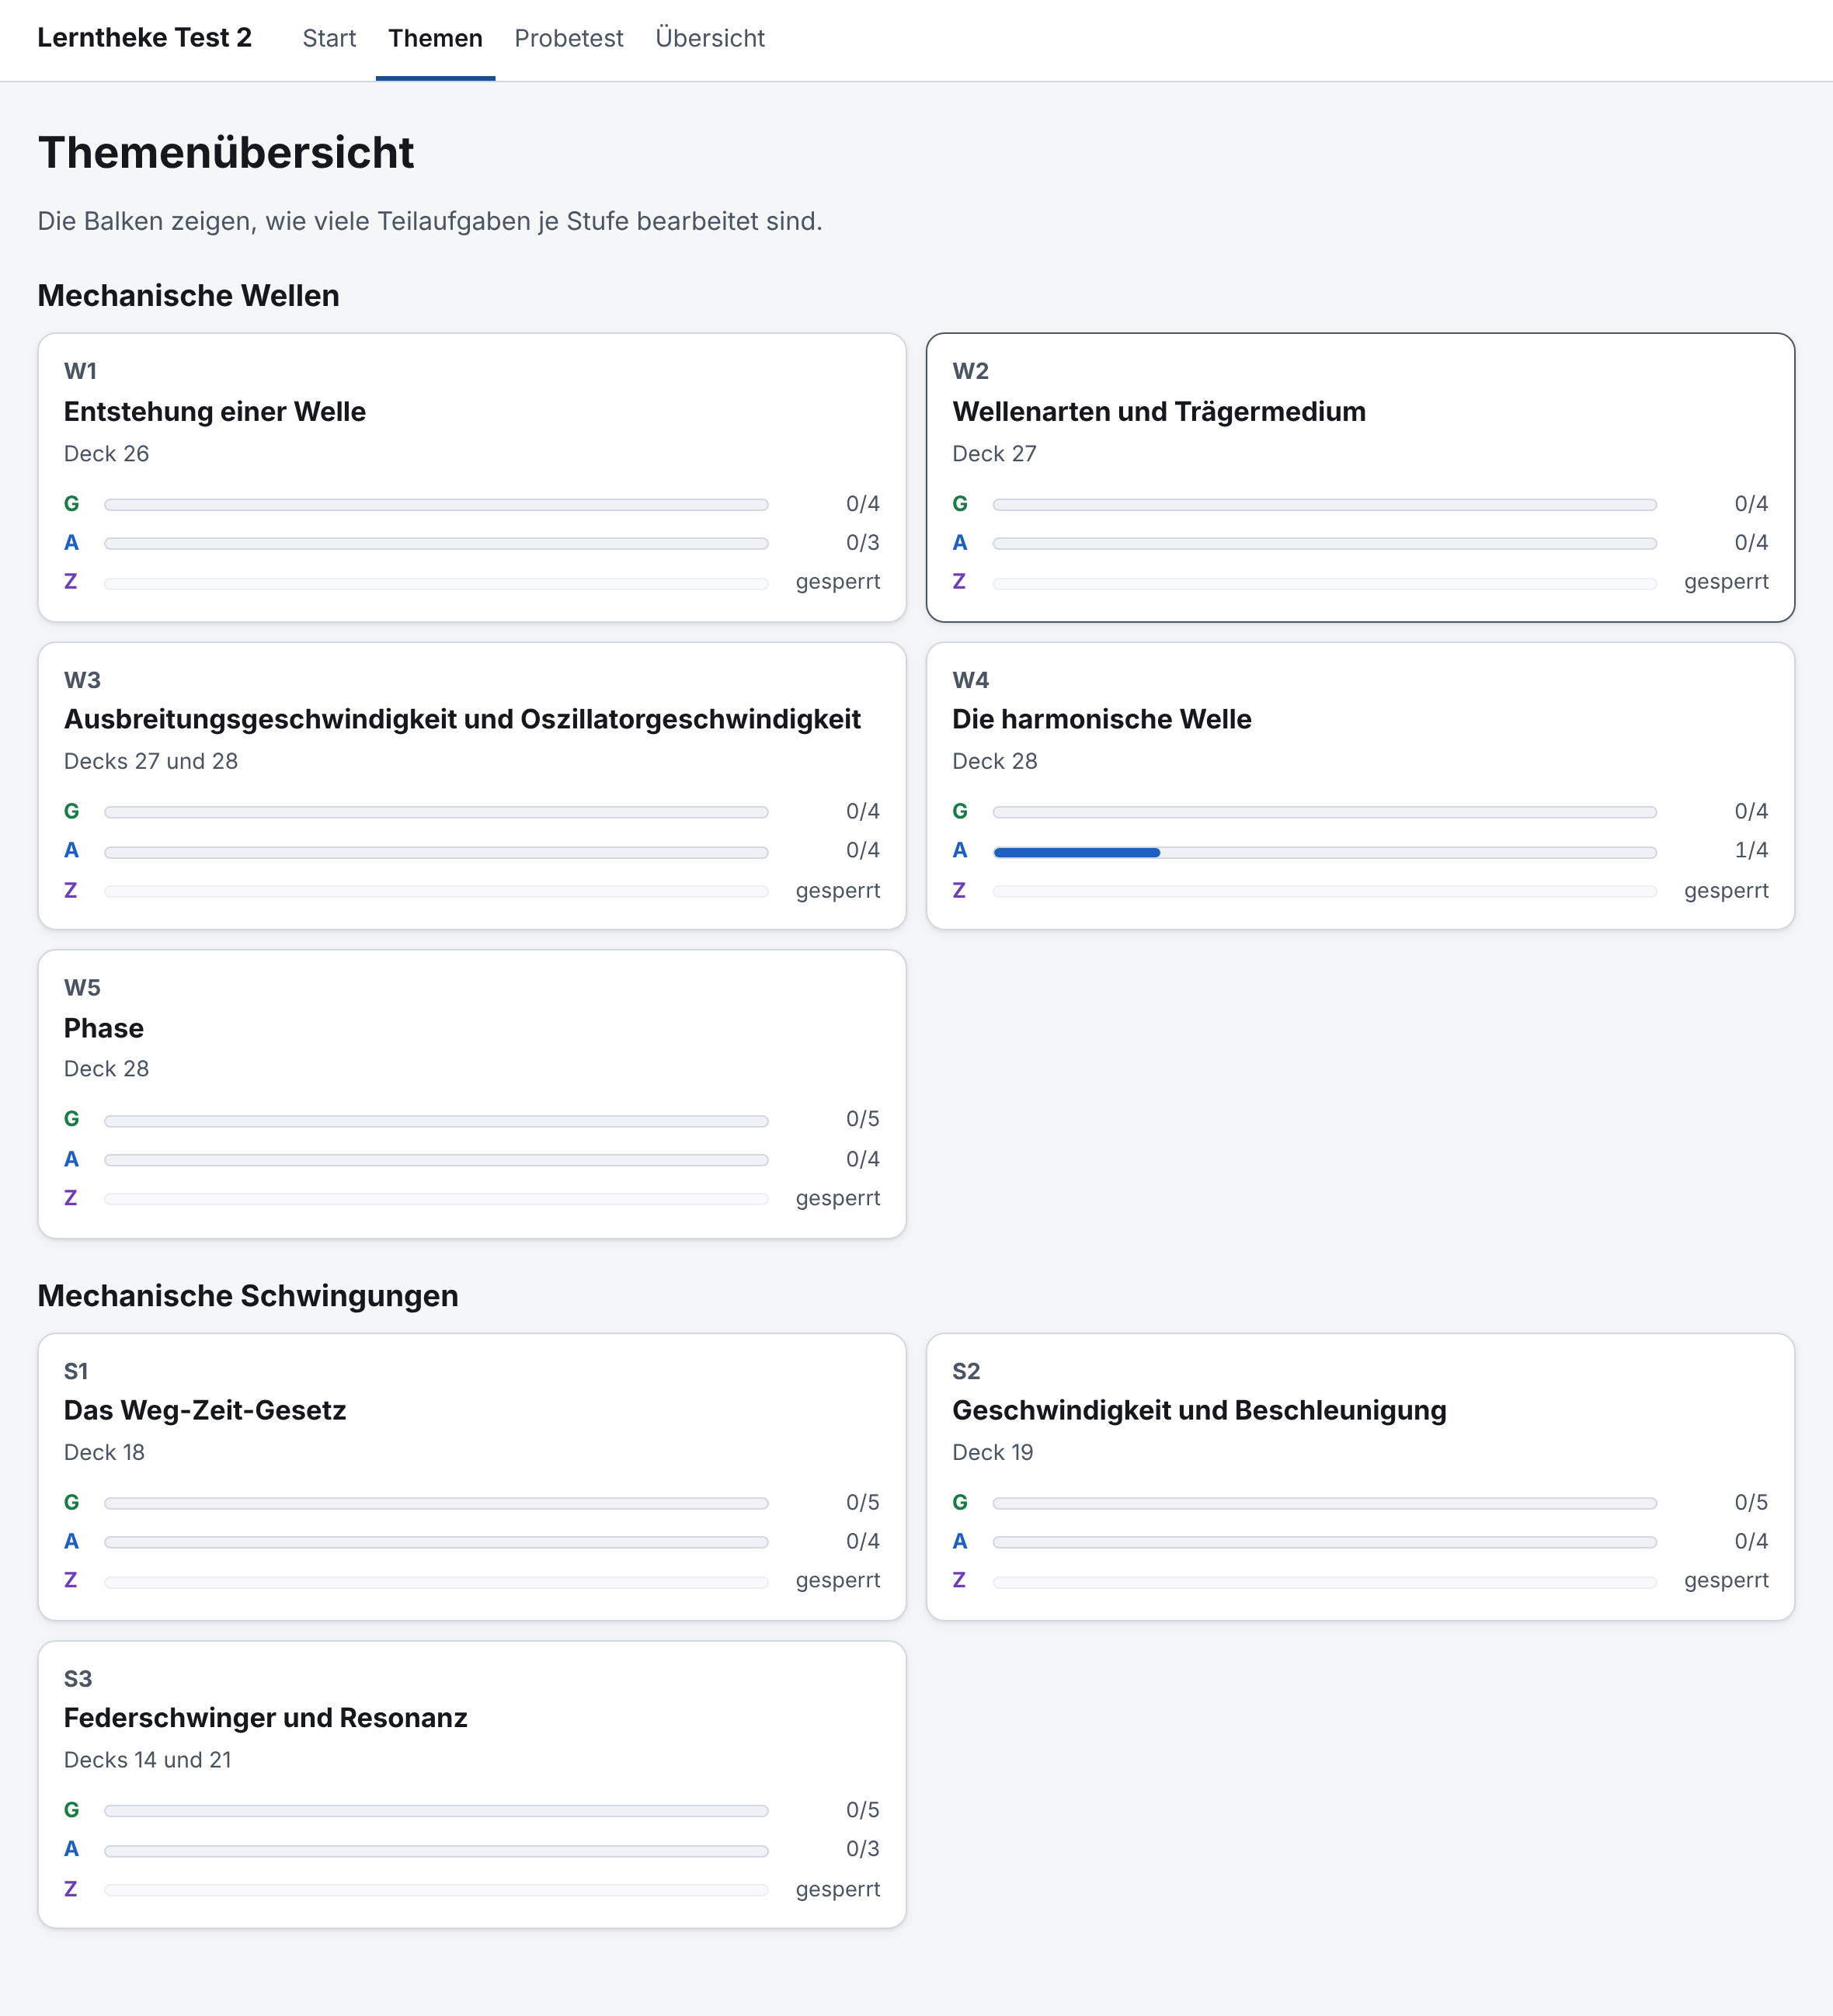 Lerntheke Test 2 Start Themen Probetest Übersicht
Themenübersicht
Die Balken zeigen, wie viele Teilaufgaben je Stufe bearbeitet sind.
Mechanische Wellen
W1
Entstehung einer Welle
Deck 26
G 0/4
A 0/3
Z gesperrt
W2
Wellenarten und Trägermedium
Deck 27
G 0/4
A 0/4
Z gesperrt
W3
Ausbreitungsgeschwindigkeit und Oszillatorgeschwindigkeit
Decks 27 und 28
G 0/4
A 0/4
Z gesperrt
W4
Die harmonische Welle
Deck 28
G 0/4
A 1/4
Z gesperrt
W5
Phase
Deck 28
G 0/5
A 0/4
Z gesperrt
Mechanische Schwingungen
S1
Das Weg-Zeit-Gesetz
Deck 18
G 0/5
A 0/4
Z gesperrt
S2
Geschwindigkeit und Beschleunigung
Deck 19
G 0/5
A 0/4
Z gesperrt
S3
Federschwinger und Resonanz
Decks 14 und 21
G 0/5
A 0/3
Z gesperrt